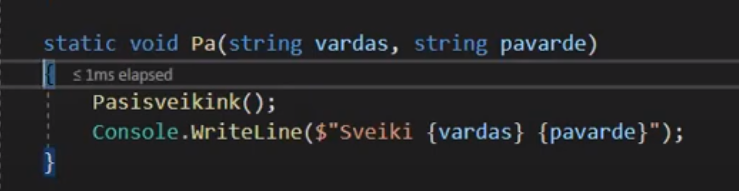 static void Pa(string vardas, string pavarde)
{ ≤ 1ms elapsed
Pasisveikink();
Console.WriteLine($"Sveiki {vardas} {pavarde}");
}